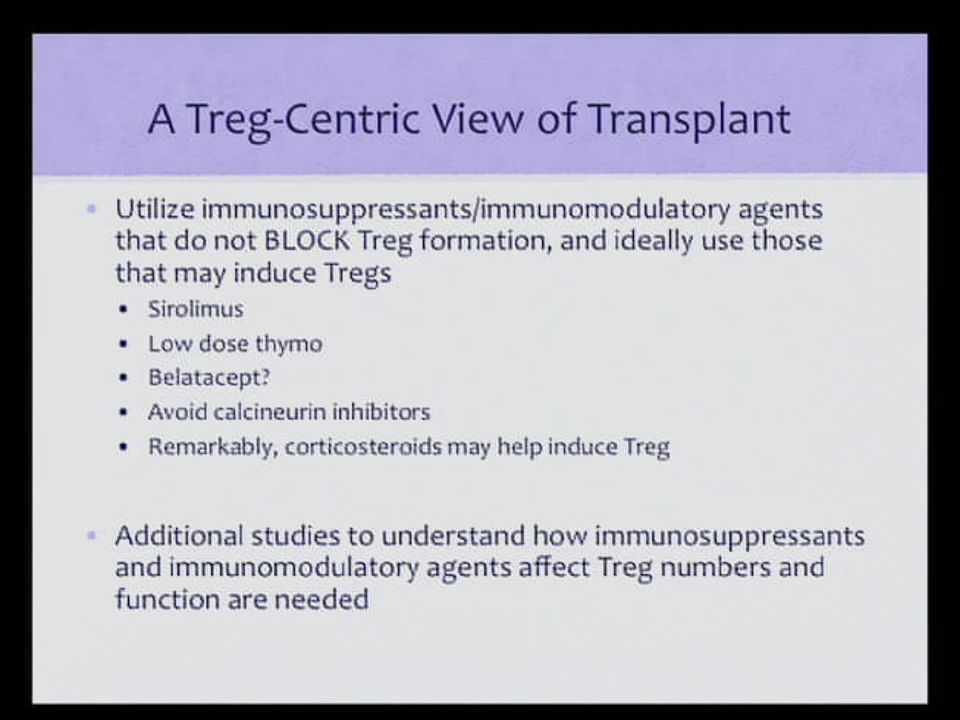 A Treg-Centric View of Transplant
• Utilize immunosuppressants/immunomodulatory agents
that do not BLOCK Treg formation, and ideally use those
that may induce Tregs
• Sirolimus
• Low dose thymo
• Belatacept?
• Avoid calcineurin inhibitors
• Remarkably, corticosteroids may help induce Treg
• Additional studies to understand how immunosuppressants
and immunomodulatory agents affect Treg numbers and
function are needed